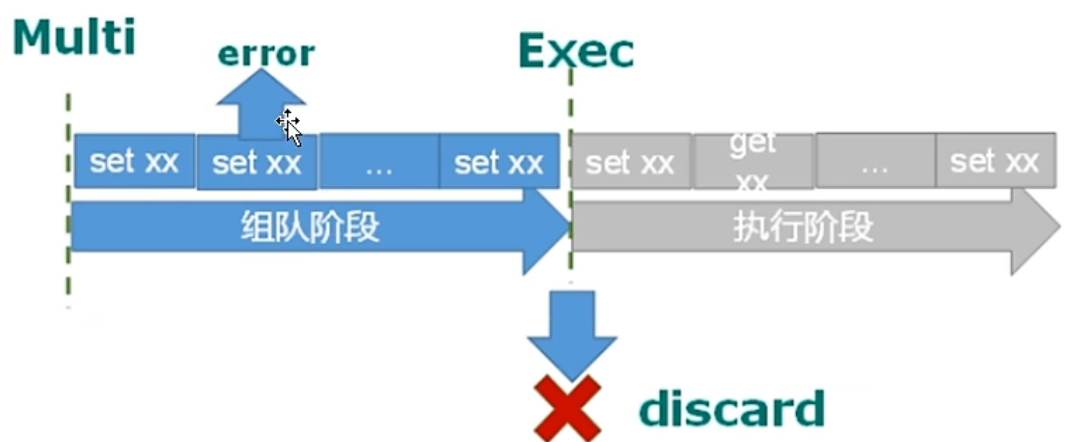 Multi
error
Exec
set xx
set xx
...
set xx
set xx
get
xx
...
set xx
组队阶段
执行阶段
discard